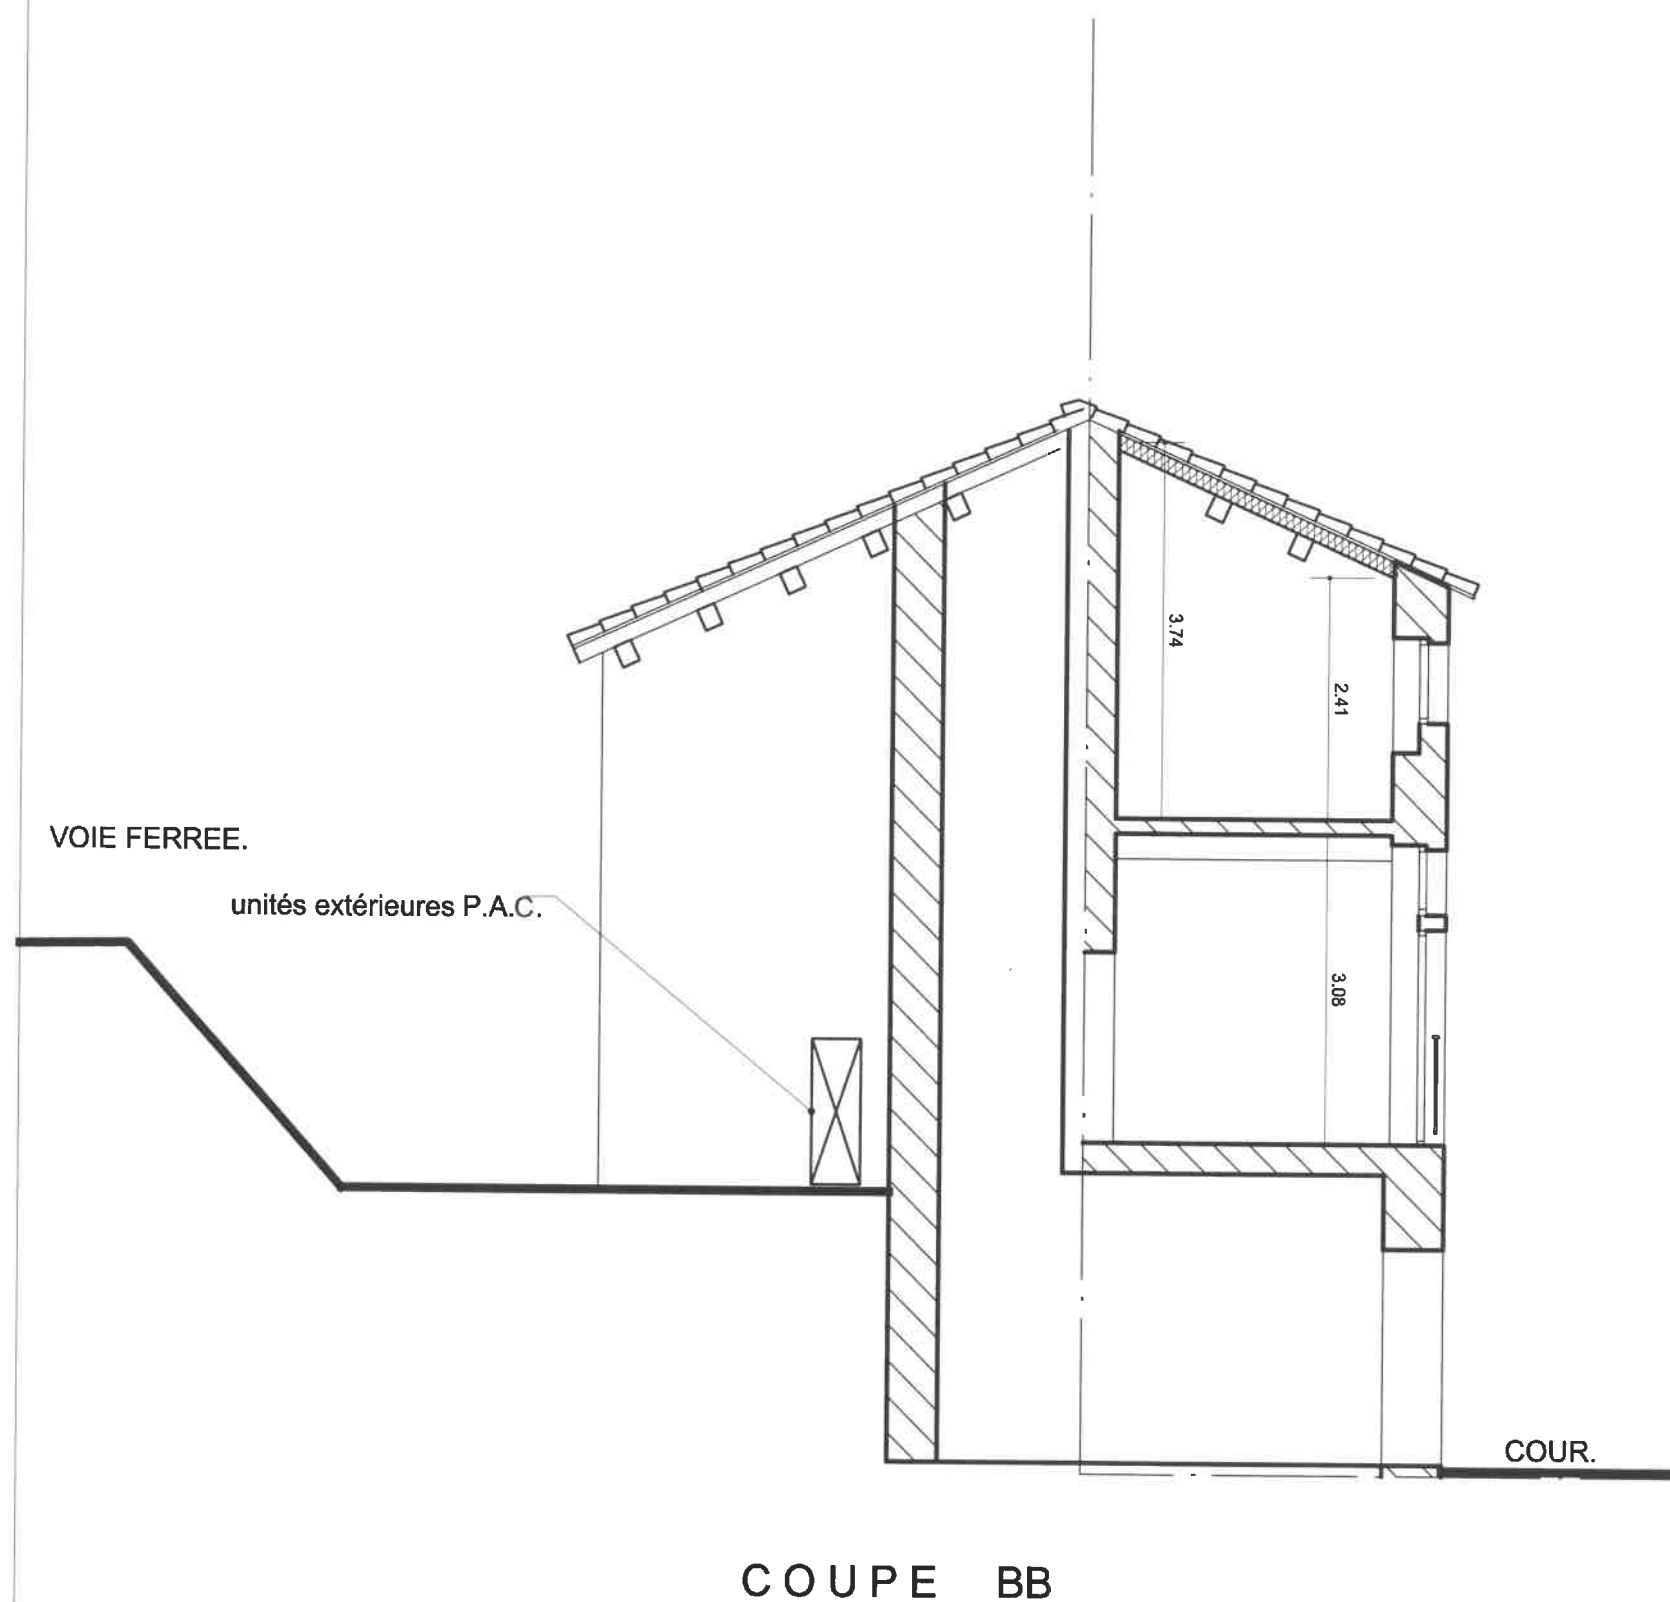 3.74
2.41
VOIE FERREE.
unités extérieures P.A.C.
3.08
COUR.
COUPE BB